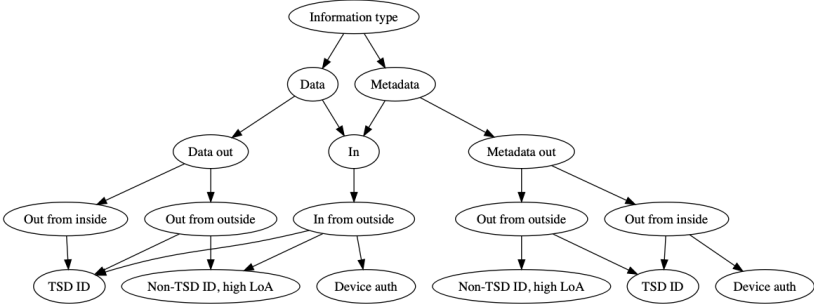 Information type
Data
Metadata
Data out
In
Metadata out
Out from inside
Out from outside
In from outside
Out from outside
Out from inside
TSD ID
Non-TSD ID, high LoA
Device auth
Non-TSD ID, high LoA
TSD ID
Device auth